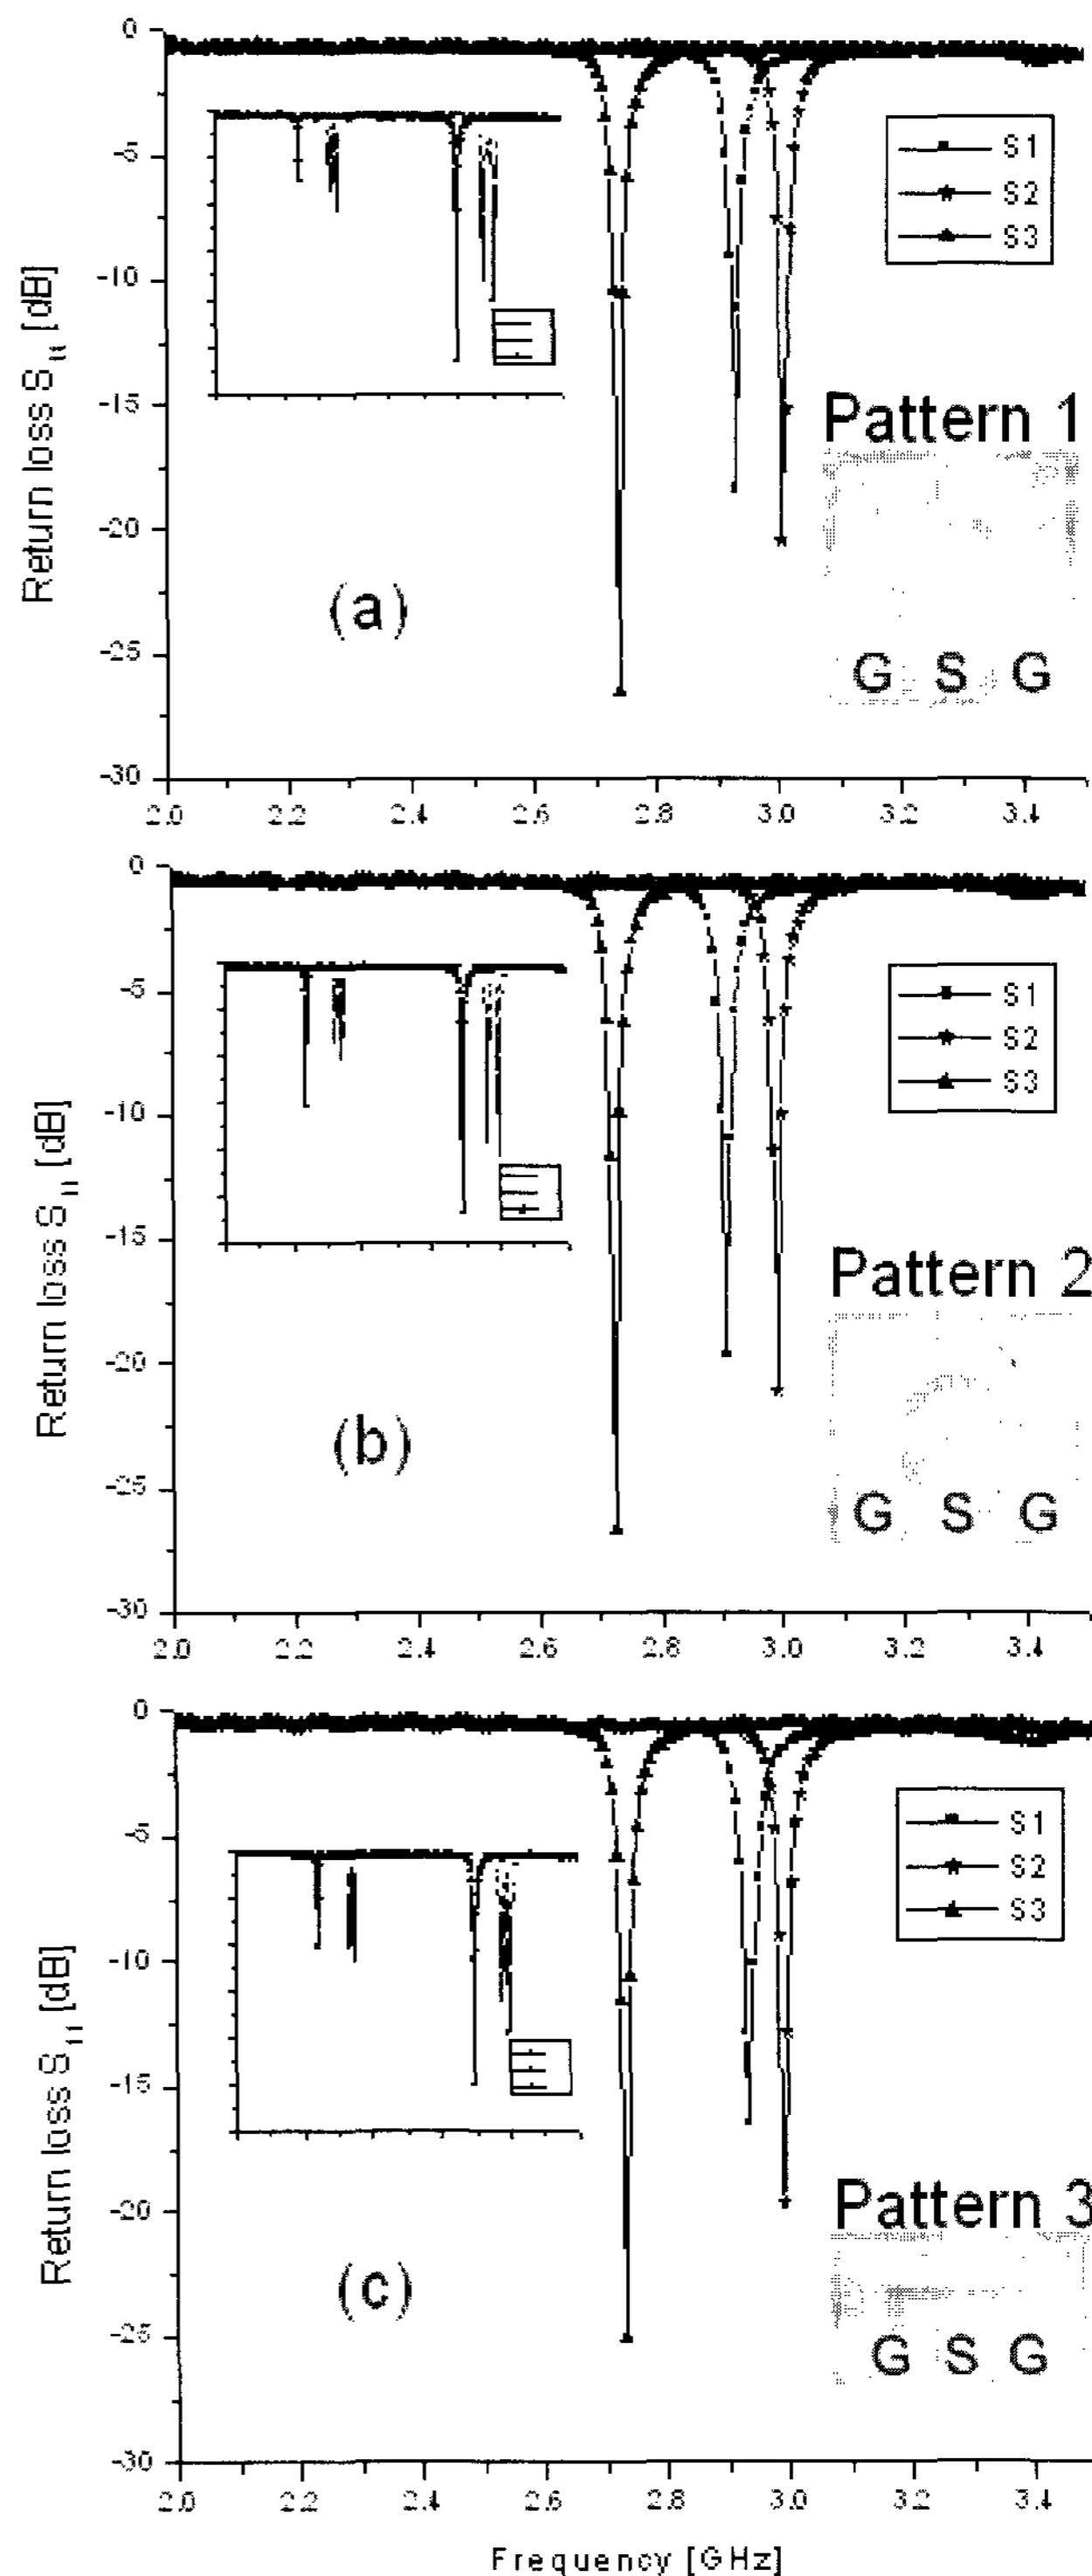 0
-5
-10
-15
-20
-25
-30
Return loss S11 [dB]
S1
S2
S3
Pattern 1
G S G
(a)
2.0 2.2 2.4 2.6 2.8 3.0 3.2 3.4
0
-5
-10
-15
-20
-25
-30
Return loss S11 [dB]
S1
S2
S3
Pattern 2
G S G
(b)
2.0 2.2 2.4 2.6 2.8 3.0 3.2 3.4
0
-5
-10
-15
-20
-25
-30
Return loss S11 [dB]
S1
S2
S3
Pattern 3
G S G
(c)
2.0 2.2 2.4 2.6 2.8 3.0 3.2 3.4
Frequency [GHz]